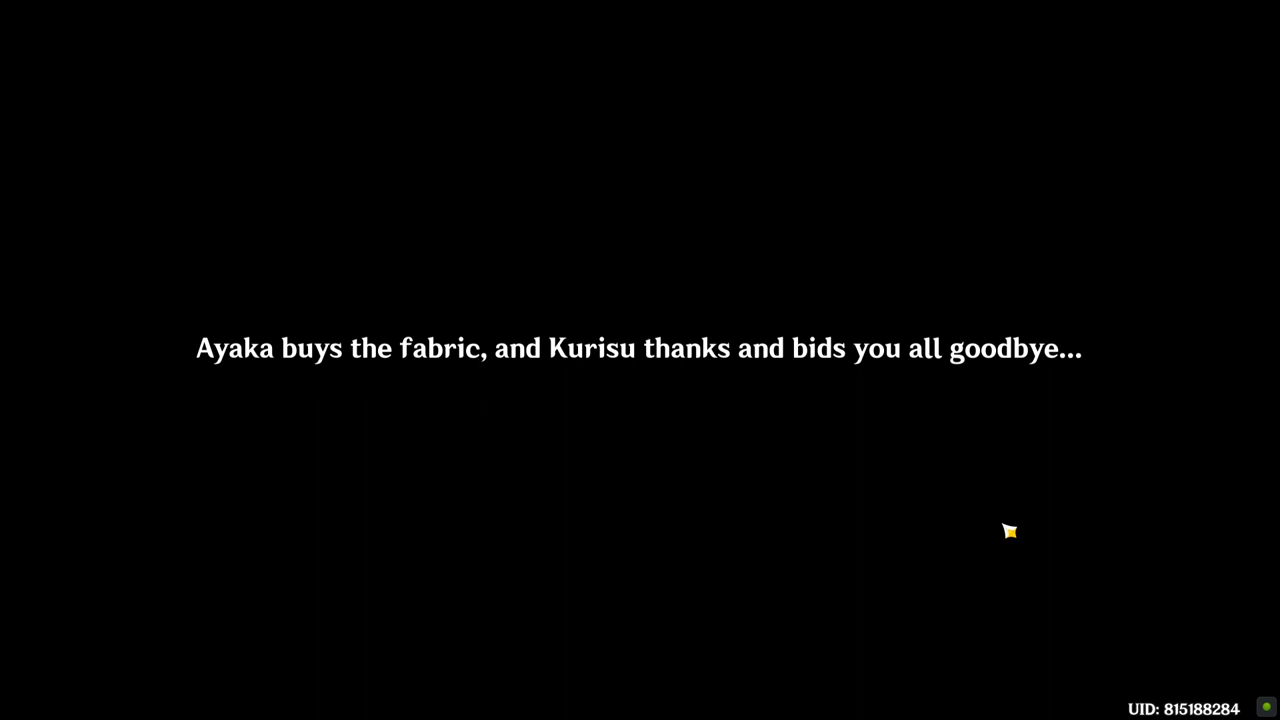 Ayaka buys the fabric, and Kurisu thanks and bids you all goodbye...
UID: 815188284